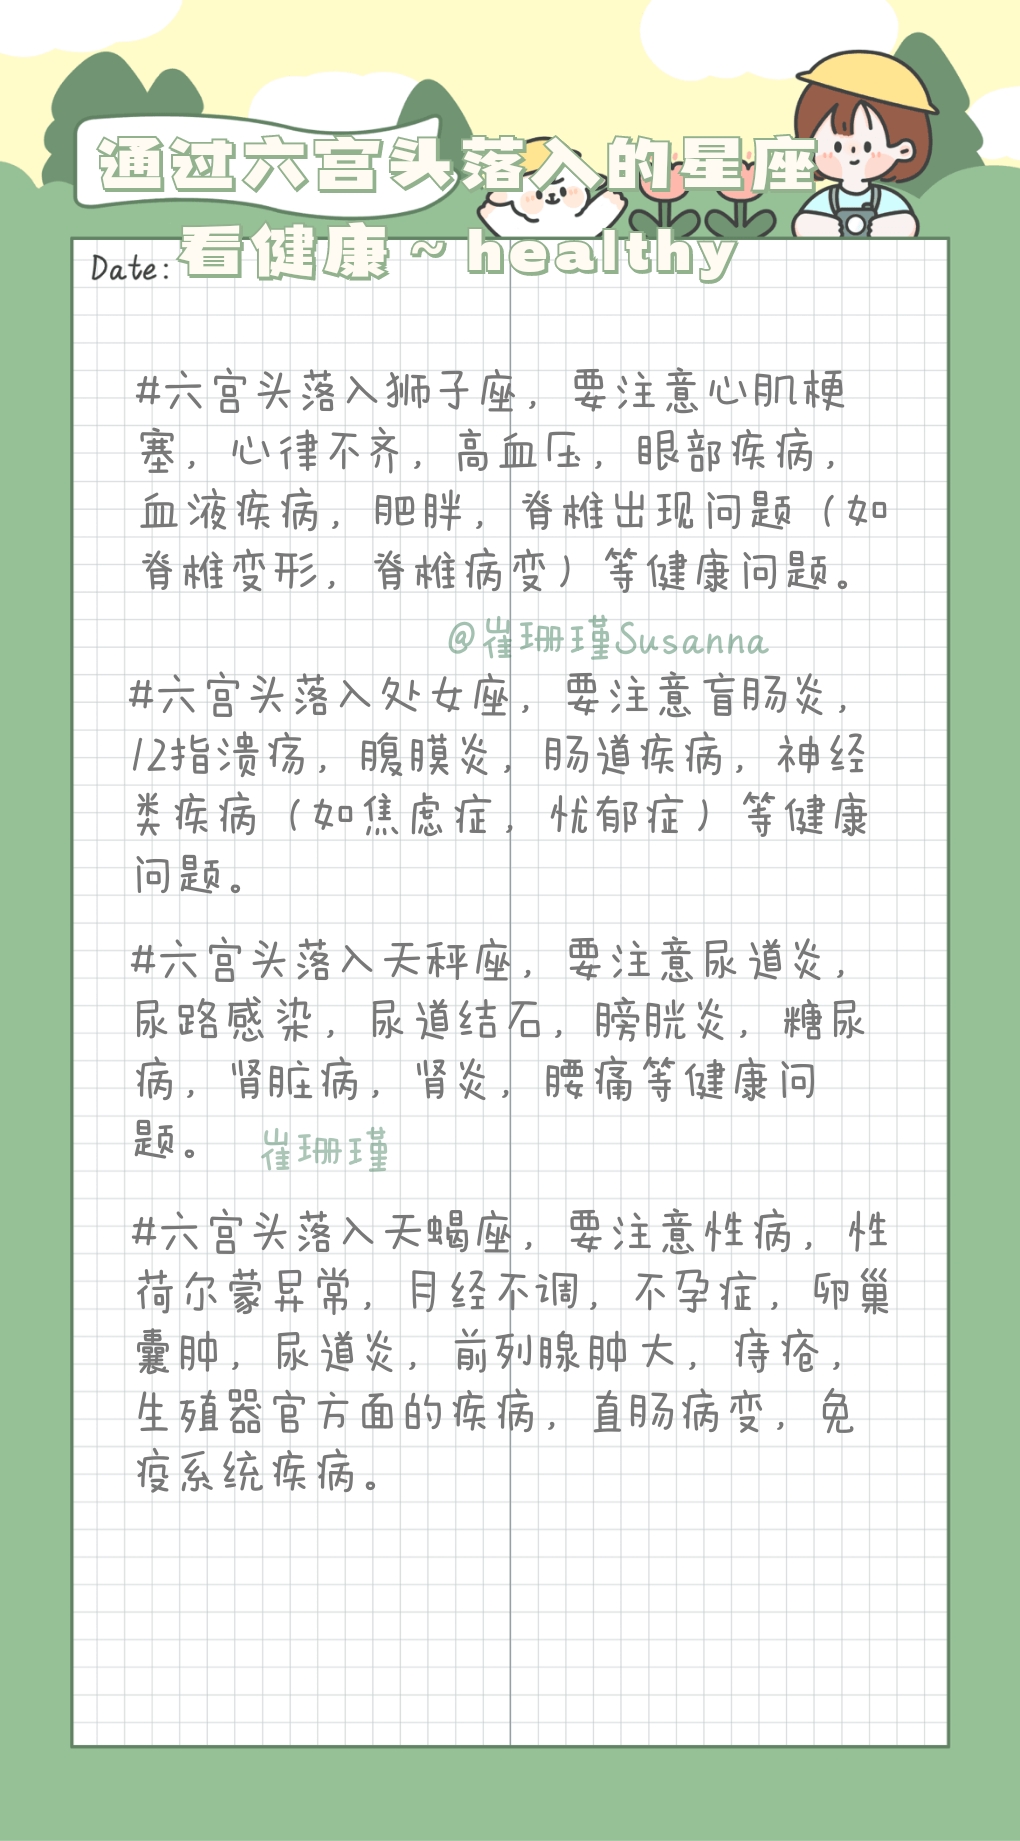 通过六宫头落入的星座
看健康~healthy
Date:
#六宫头落入狮子座，要注意心肌梗
塞，心律不齐，高血压，眼部疾病，
血液疾病，肥胖，脊椎出现问题（如
脊椎变形，脊椎病变）等健康问题。
@崔珊瑾Susanna
#六宫头落入处女座，要注意盲肠炎，
12指溃疡，腹膜炎，肠道疾病，神经
类疾病（如焦虑症，忧郁症）等健康
问题。
#六宫头落入天秤座，要注意尿道炎，
尿路感染，尿道结石，膀胱炎，糖尿
病，肾脏病，肾炎，腰痛等健康问
题。
崔珊瑾
#六宫头落入天蝎座，要注意性病，性
荷尔蒙异常，月经不调，不孕症，卵巢
囊肿，尿道炎，前列腺肿大，痔疮，
生殖器官方面的疾病，直肠病变，免
疫系统疾病。